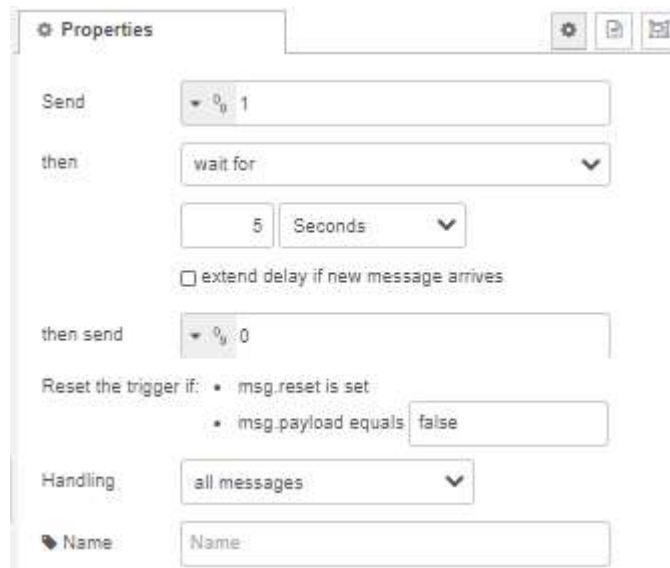 Properties
Send 1
then wait for
5 Seconds
extend delay if new message arrives
then send 0
Reset the trigger if: • msg.reset is set
• msg.payload equals false
Handling all messages
Name Name